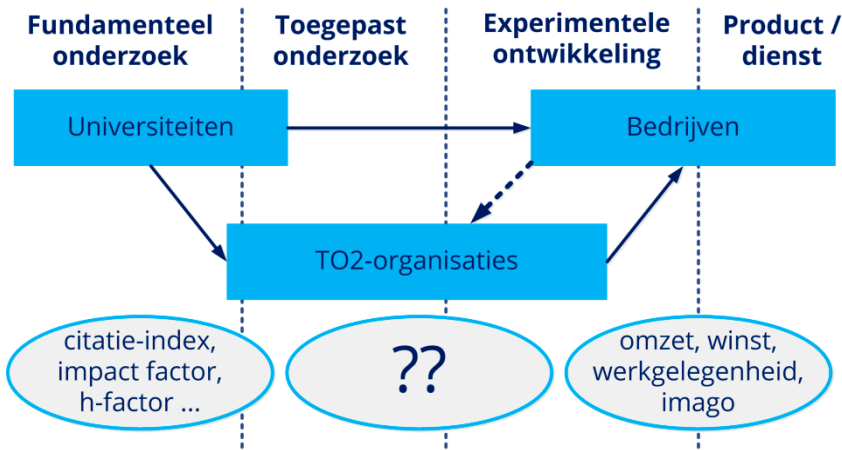 Fundamenteel
onderzoek
Toegepast
onderzoek
Experimentele
ontwikkeling
Product /
dienst
Universiteiten
Bedrijven
TO2-organisaties
citatie-index,
impact factor,
h-factor ...
??
omzet, winst,
werkgelegenheid,
imago